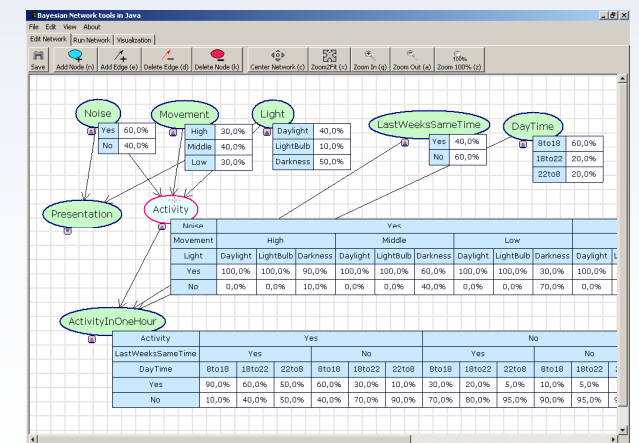 Bayesian Network tools in Java
File Edit View About
Edit Network Run Network Visualization
Save Add Node (n) Add Edge (e) Delete Edge (d) Delete Node (k) Center Network (c) Zoom2Fit (s) Zoom In (q) Zoom Out (a) Zoom 100% (z)
100%
Noise
Yes 60,0%
No 40,0%
Movement
High 30,0%
Middle 40,0%
Low 30,0%
Light
Daylight 40,0%
LightBulb 10,0%
Darkness 50,0%
LastWeeksSameTime
Yes 40,0%
No 60,0%
DayTime
8to18 60,0%
18to22 20,0%
22to8 20,0%
Presentation
Activity
Noise Yes
Movement High Middle Low
Light Daylight LightBulb Darkness Daylight LightBulb Darkness Daylight LightBulb Darkness Daylight L
Yes 100,0% 100,0% 90,0% 100,0% 100,0% 60,0% 100,0% 100,0% 30,0% 100,0%
No 0,0% 0,0% 10,0% 0,0% 0,0% 40,0% 0,0% 0,0% 70,0% 0,0%
ActivityInOneHour
Activity Yes No
LastWeeksSameTime Yes No Yes No
DayTime 8to18 18to22 22to8 8to18 18to22 22to8 8to18 18to22 22to8 8to18 18to22 2
Yes 90,0% 60,0% 50,0% 60,0% 30,0% 10,0% 30,0% 20,0% 5,0% 10,0% 5,0%
No 10,0% 40,0% 50,0% 40,0% 70,0% 90,0% 70,0% 80,0% 95,0% 90,0% 95,0% 9